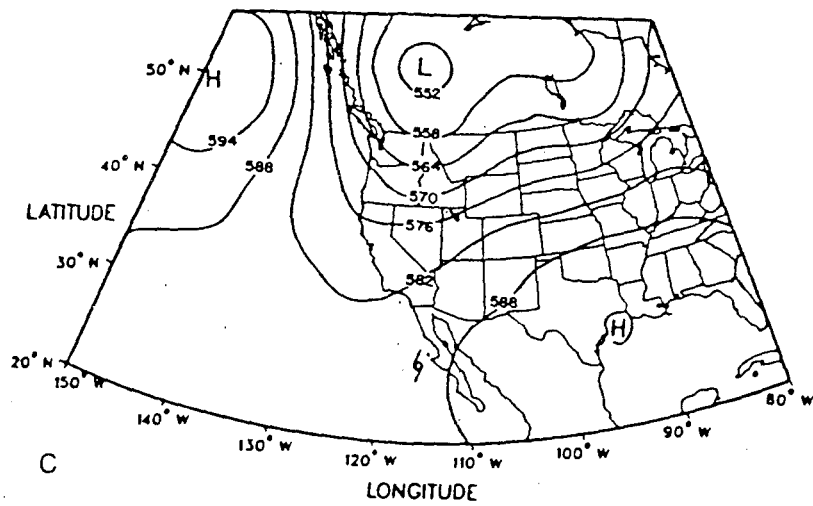 L
50° N
H
552
594
558
588
564
40° N
570
LATITUDE
576
30° N
582
588
H
20° N
150° W
80° W
140° W
90° W
130° W
100° W
120° W
110° W
C
LONGITUDE